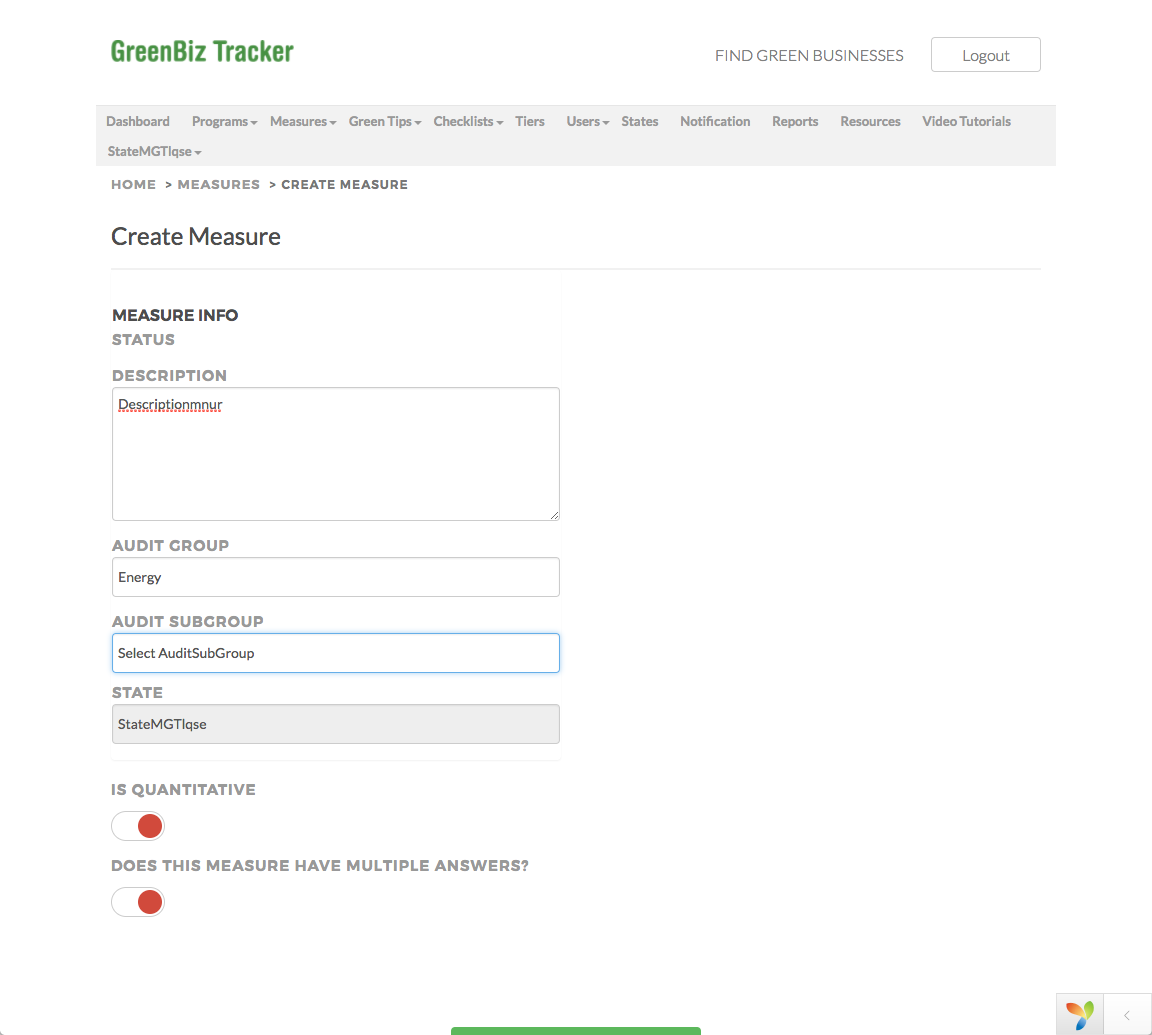 GreenBiz Tracker
FIND GREEN BUSINESSES
Logout
Dashboard Programs Measures Green Tips Checklists Tiers Users States Notification Reports Resources Video Tutorials
StateMGTlqse
HOME > MEASURES > CREATE MEASURE
Create Measure
MEASURE INFO
STATUS
DESCRIPTION
Descriptionmnur
AUDIT GROUP
Energy
AUDIT SUBGROUP
Select AuditSubGroup
STATE
StateMGTlqse
IS QUANTITATIVE
DOES THIS MEASURE HAVE MULTIPLE ANSWERS?